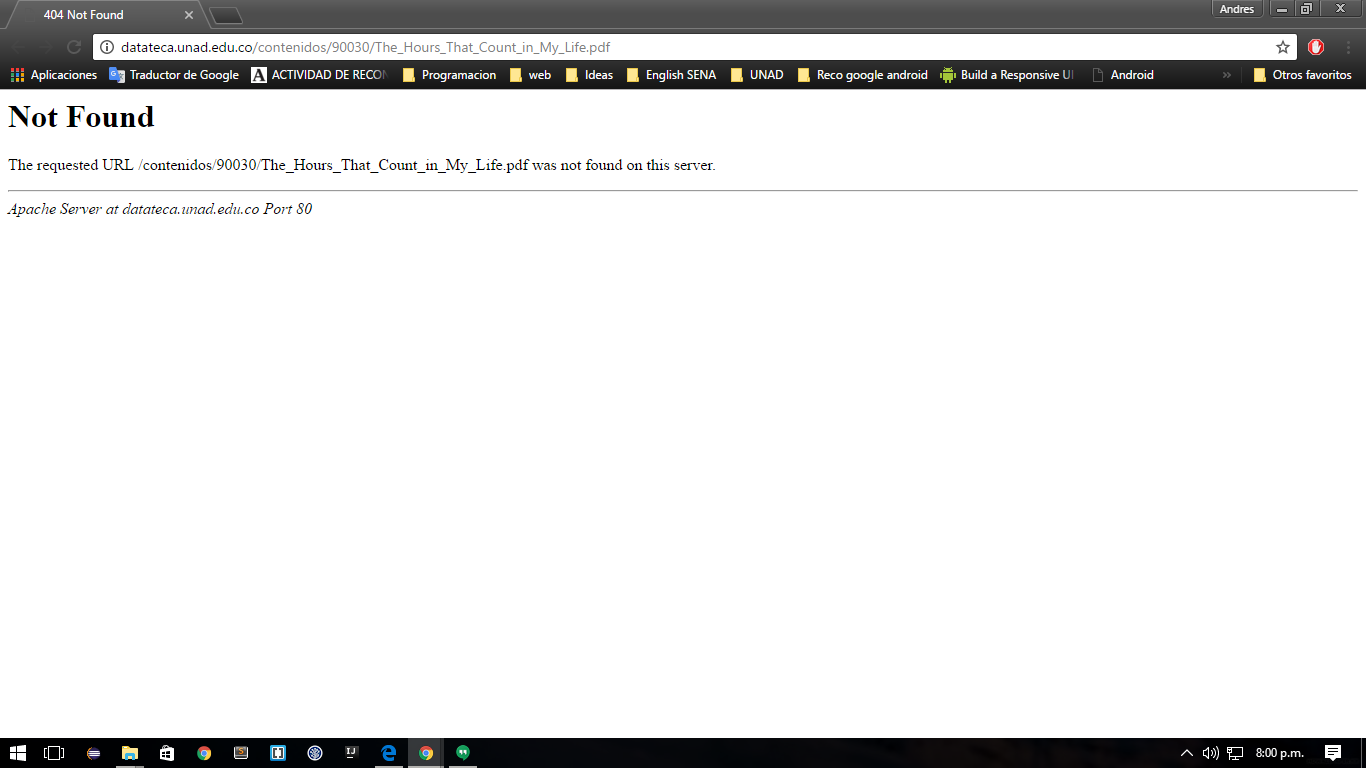 404 Not Found
Andres
datateca.unad.edu.co/contenidos/90030/The_Hours_That_Count_in_My_Life.pdf
Aplicaciones Traductor de Google A ACTIVIDAD DE RECON Programacion web Ideas English SENA UNAD Reco google android Build a Responsive UI Android » Otros favoritos
Not Found
The requested URL /contenidos/90030/The_Hours_That_Count_in_My_Life.pdf was not found on this server.
Apache Server at datateca.unad.edu.co Port 80
IJ 8:00 p.m.